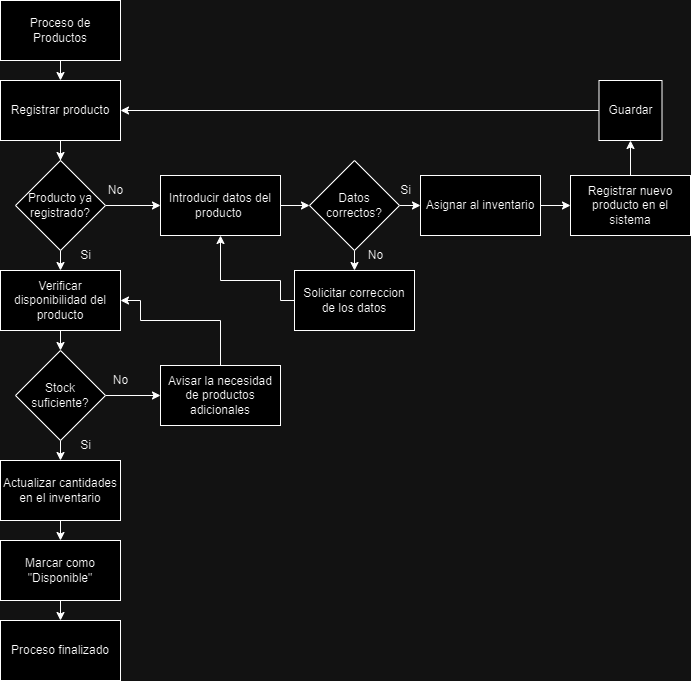 Proceso de
Productos
Registrar producto
Guardar
Producto ya
registrado?
No
Introducir datos del
producto
Datos
correctos?
Si
Asignar al inventario
Registrar nuevo
producto en el
sistema
Si
No
Verificar
disponibilidad del
producto
Solicitar correccion
de los datos
Stock
suficiente?
No
Avisar la necesidad
de productos
adicionales
Si
Actualizar cantidades
en el inventario
Marcar como
"Disponible"
Proceso finalizado